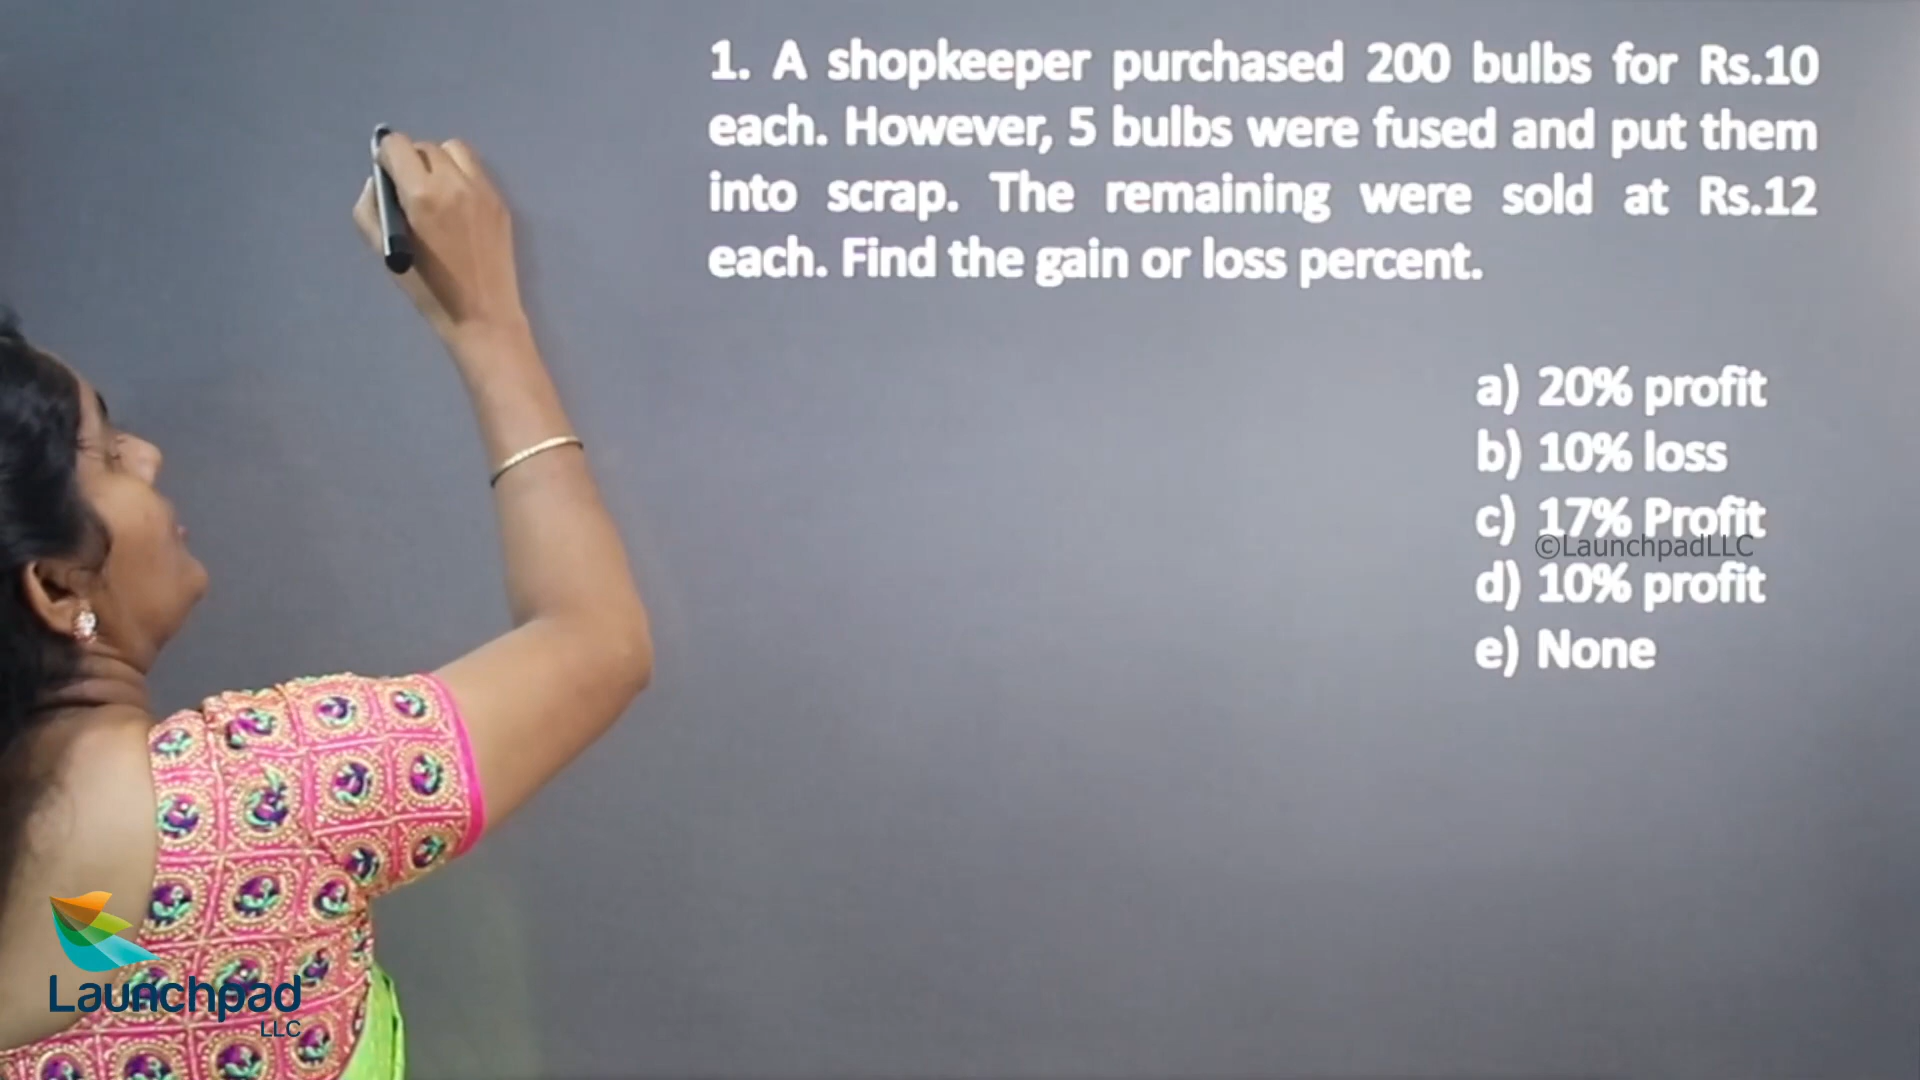 1. A shopkeeper purchased 200 bulbs for Rs.10
each. However, 5 bulbs were fused and put them
into scrap. The remaining were sold at Rs.12
each. Find the gain or loss percent.
a) 20% profit
b) 10% loss
c) 17% Profit
©LaunchpadLLC
d) 10% profit
e) None
Launchpad
LLC